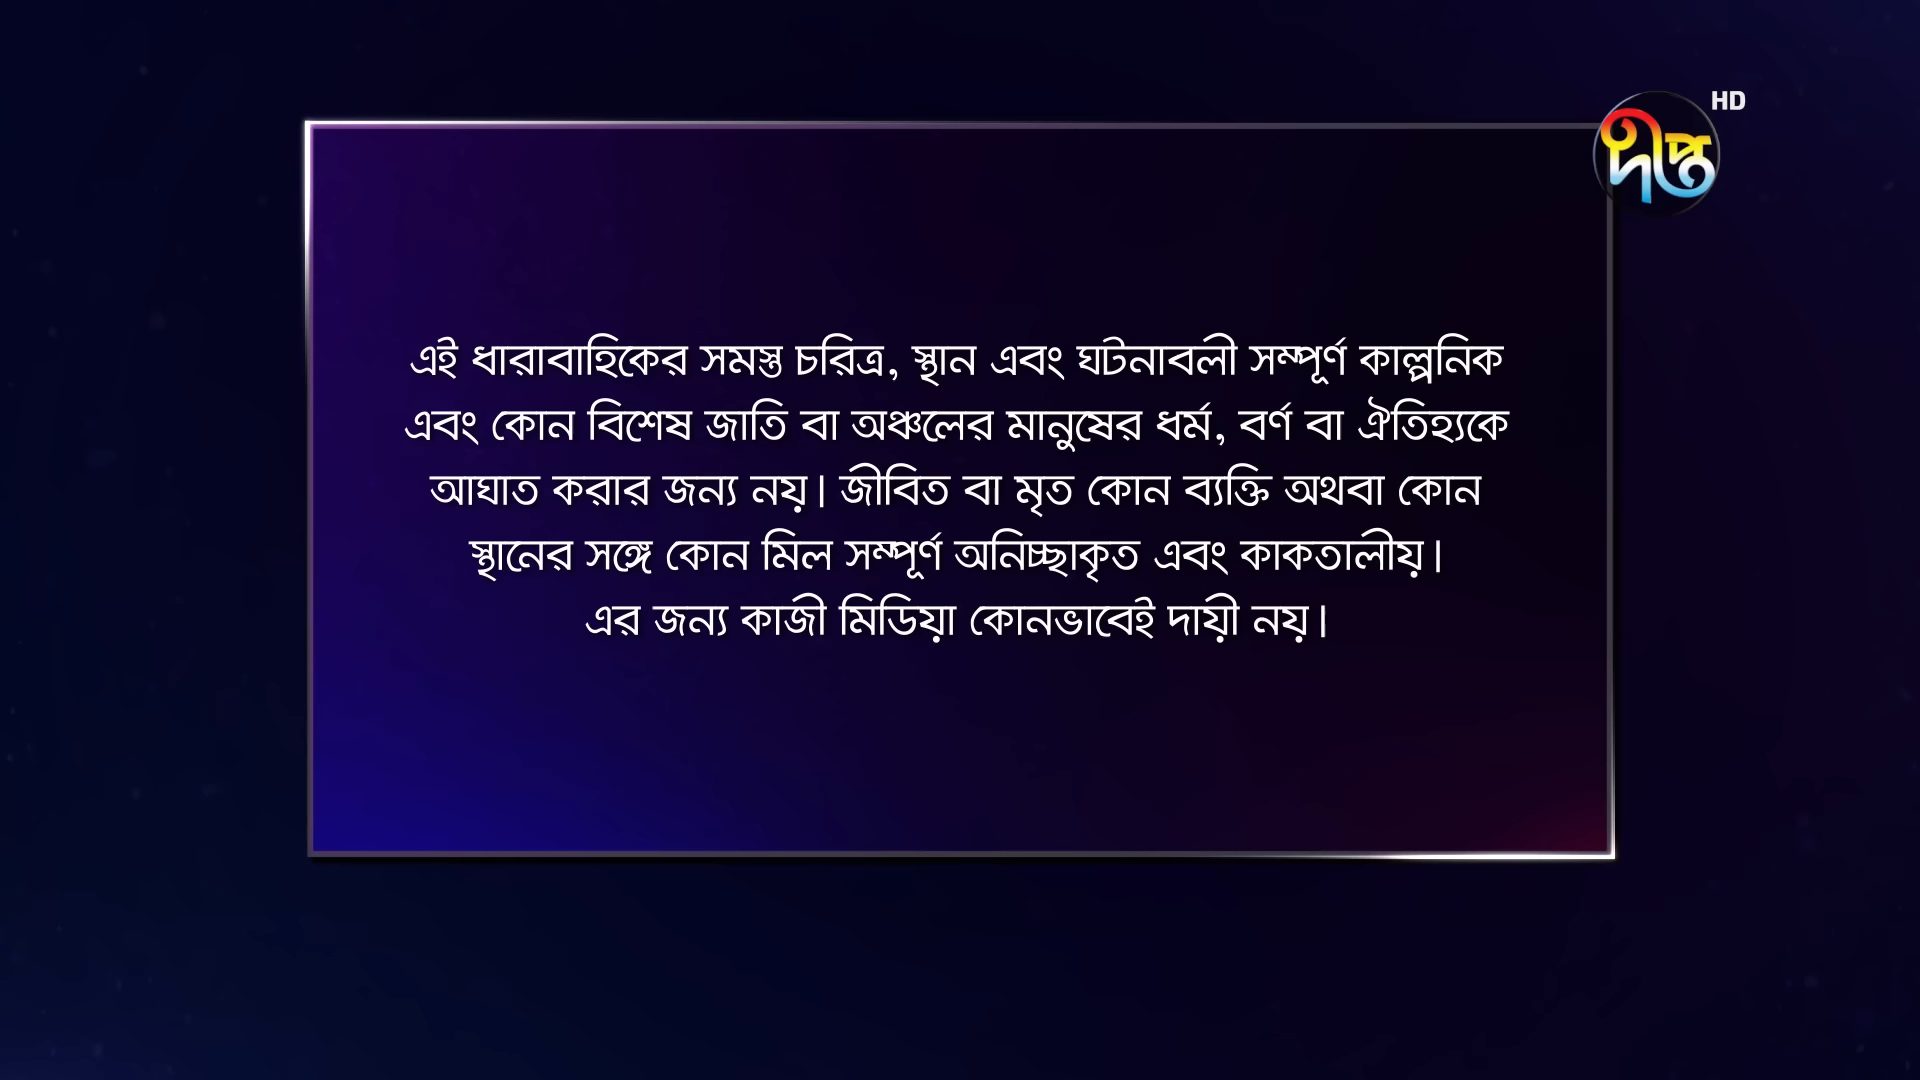 HD
দীপ্ত
এই ধারাবাহিকের সমস্ত চরিত্র, স্থান এবং ঘটনাবলী সম্পূর্ণ কাল্পনিক
এবং কোন বিশেষ জাতি বা অঞ্চলের মানুষের ধর্ম, বর্ণ বা ঐতিহ্যকে
আঘাত করার জন্য নয়। জীবিত বা মৃত কোন ব্যক্তি অথবা কোন
স্থানের সঙ্গে কোন মিল সম্পূর্ণ অনিচ্ছাকৃত এবং কাকতালীয়।
এর জন্য কাজী মিডিয়া কোনভাবেই দায়ী নয়।